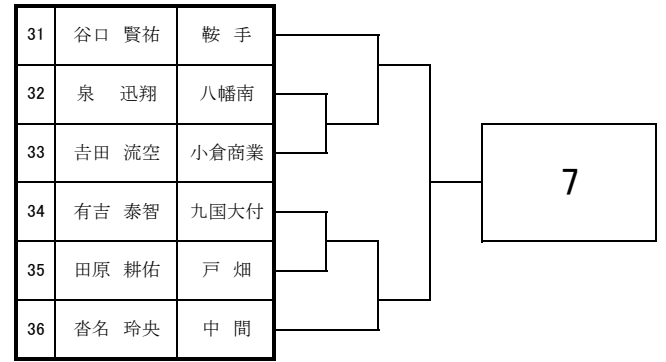 31 谷口 賢祐 鞍 手
32 泉 迅翔 八幡南
33 𠮷田 流空 小倉商業
34 有吉 泰智 九国大付
35 田原 耕佑 戸 畑
36 沓名 玲央 中 間
7